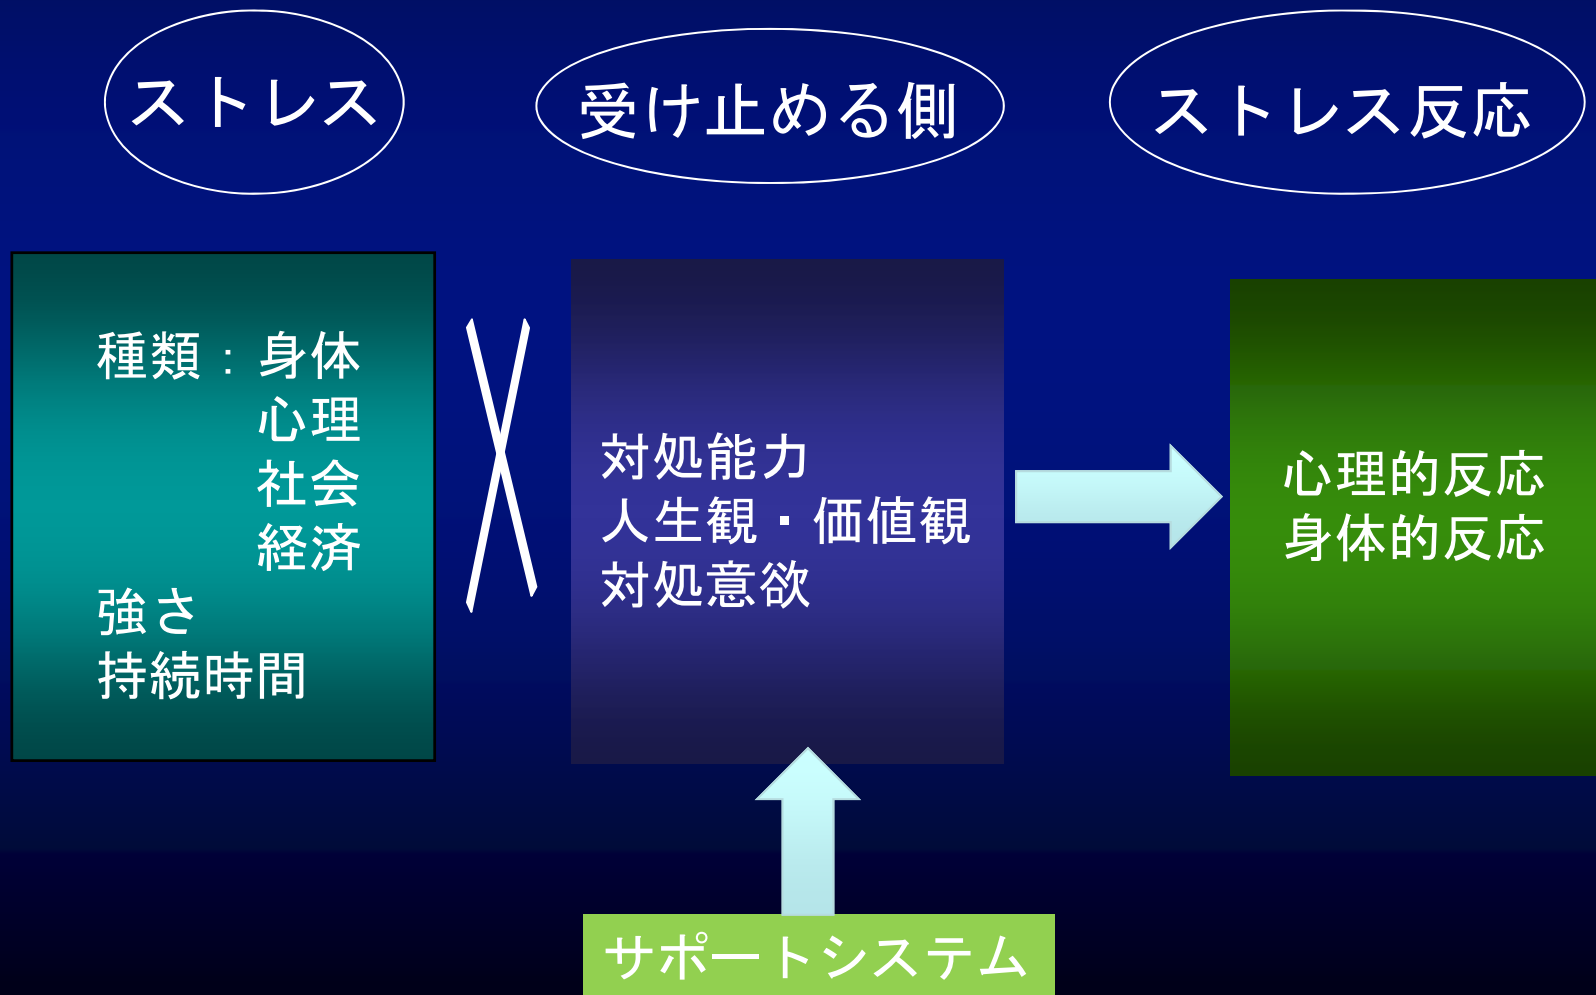 ストレス
受け止める側
ストレス反応
種類：身体
心理
社会
経済
強さ
持続時間
対処能力
人生観・価値観
対処意欲
心理的反応
身体的反応
サポートシステム